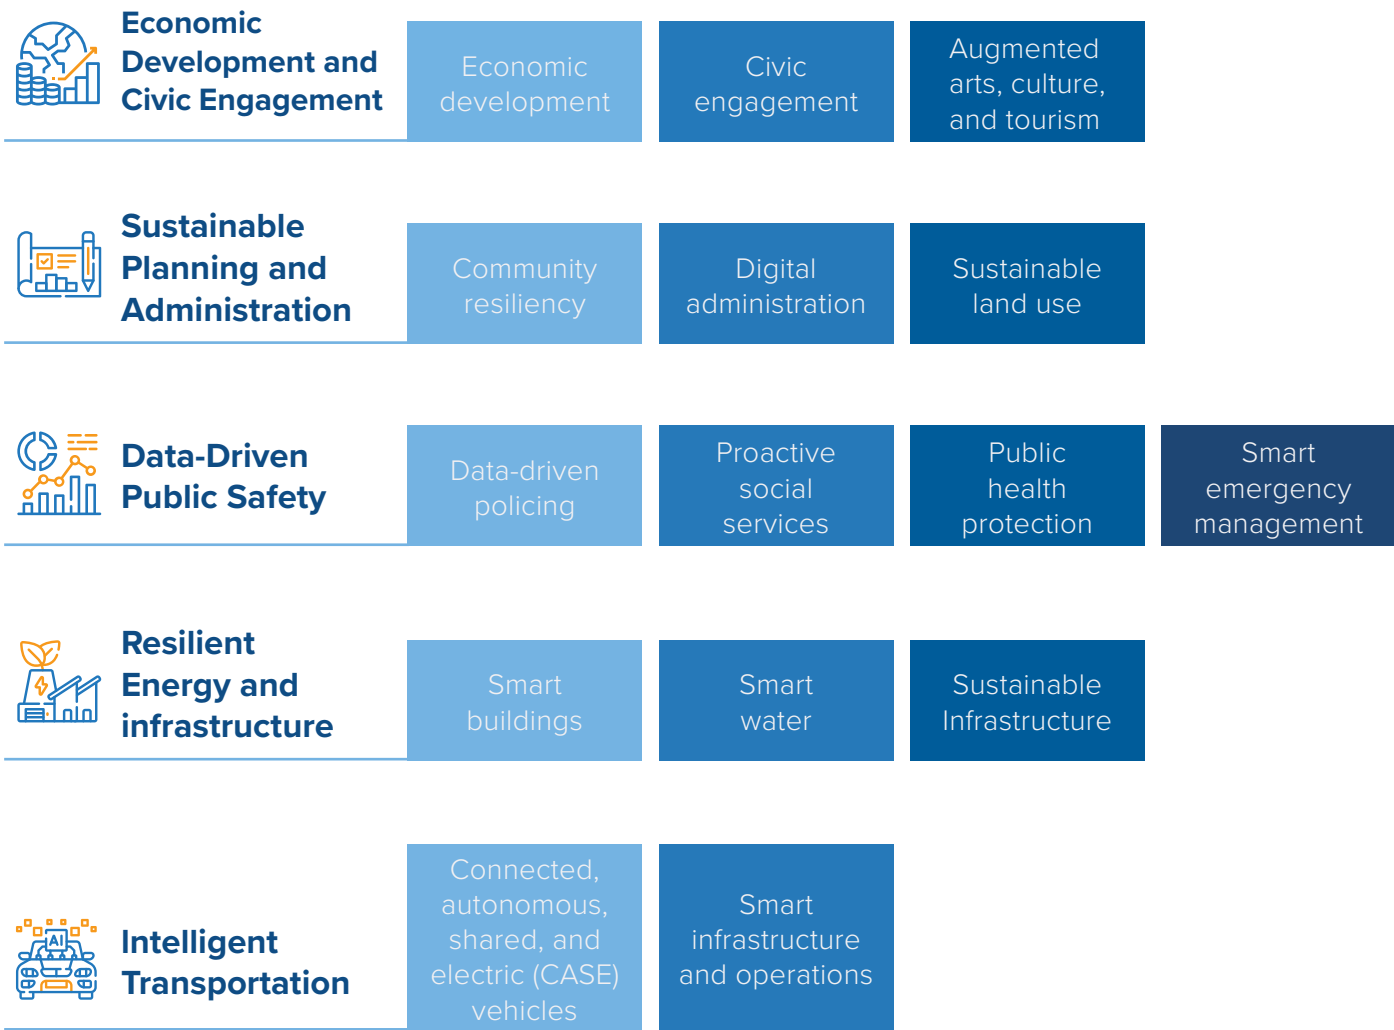 Economic
Development and
Civic Engagement
Economic
development
Civic
engagement
Augmented
arts, culture,
and tourism
Sustainable
Planning and
Administration
Community
resiliency
Digital
administration
Sustainable
land use
Data-Driven
Public Safety
Data-driven
policing
Proactive
social
services
Public
health
protection
Smart
emergency
management
Resilient
Energy and
infrastructure
Smart
buildings
Smart
water
Sustainable
Infrastructure
AI
Intelligent
Transportation
Connected,
autonomous,
shared, and
electric (CASE)
vehicles
Smart
infrastructure
and operations